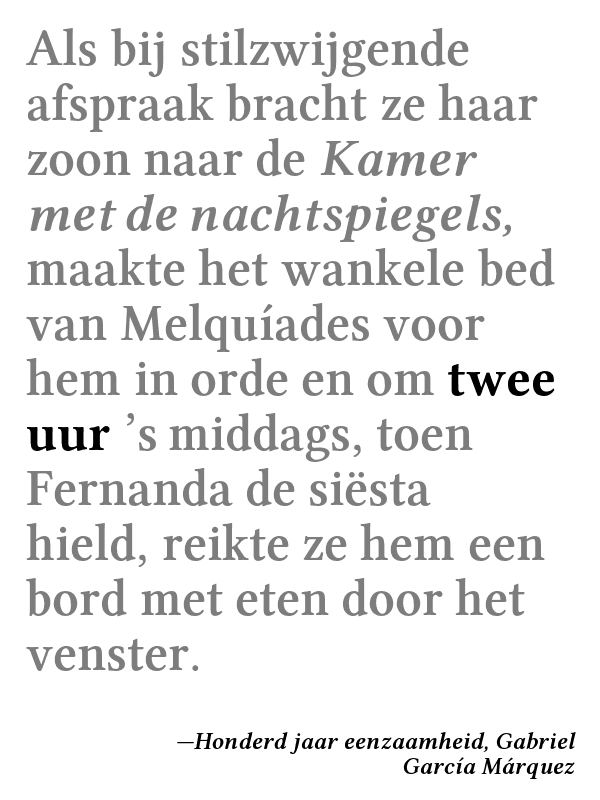 Als bij stilzwijgende
afspraak bracht ze haar
zoon naar de Kamer
met de nachtspiegels,
maakte het wankele bed
van Melquíades voor
hem in orde en om twee
uur ’s middags, toen
Fernanda de siësta
hield, reikte ze hem een
bord met eten door het
venster.
—Honderd jaar eenzaamheid, Gabriel
García Márquez